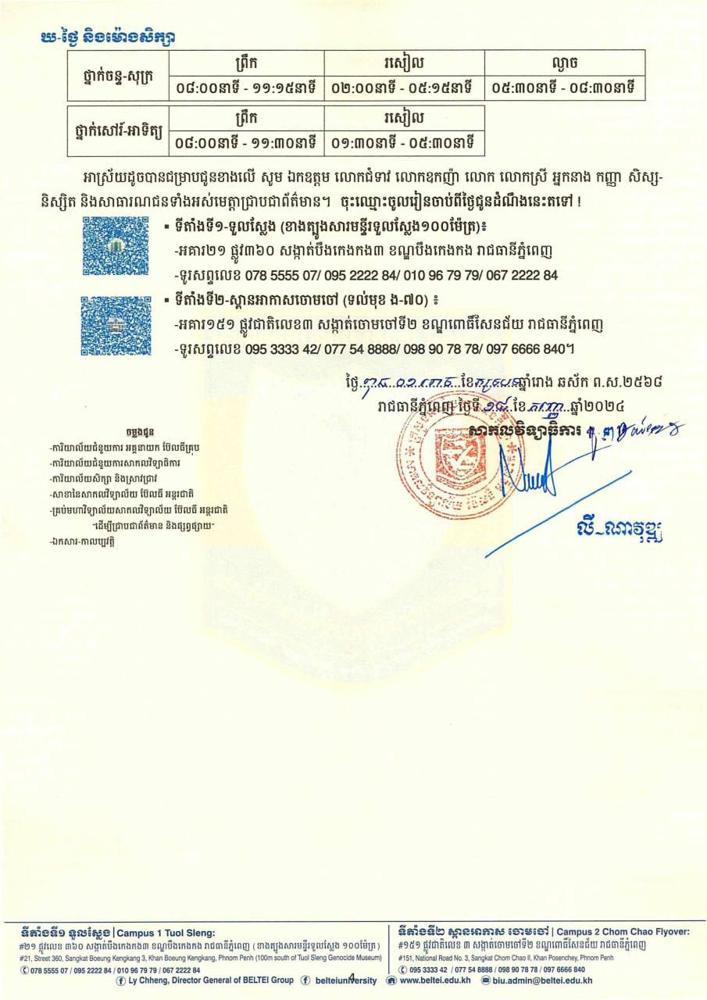 ឃ-ថ្ងៃ និងម៉ោងសិក្សា
ថ្នាក់ចន្ទ-សុក្រ
ព្រឹក រសៀល ល្ងាច
០៨:០០នាទី - ១១:១៥នាទី ០២:០០នាទី - ០៥:១៥នាទី ០៥:៣០នាទី - ០៨:៣០នាទី
ថ្នាក់សៅរ៍-អាទិត្យ
ព្រឹក រសៀល
០៨:០០នាទី - ១១:៣០នាទី ០១:៣០នាទី - ០៥:៣០នាទី
អាស្រ័យដូចបានជម្រាបជូនខាងលើ សូម ឯកឧត្តម លោកជំទាវ លោកឧកញ៉ា លោក លោកស្រី អ្នកនាង កញ្ញា សិស្ស-
និស្សិត និងសាធារណជនទាំងអស់មេត្តាជ្រាបជាព័ត៌មាន។ ចុះឈ្មោះចូលរៀនចាប់ពីថ្ងៃជូនដំណឹងនេះតទៅ !
▪ ទីតាំងទី១-ទួលស្លែង (ខាងត្បូងសារមន្ទីរទួលស្លែង១០០ម៉ែត្រ)៖
-អគារ២១ ផ្លូវ៣៦០ សង្កាត់បឹងកេងកង៣ ខណ្ឌបឹងកេងកង រាជធានីភ្នំពេញ
-ទូរសព្ទលេខ 078 5555 07/ 095 2222 84/ 010 96 79 79/ 067 2222 84
▪ ទីតាំងទី២-ស្ពានអាកាសចោមចៅ (ទល់មុខ ង-៧០) ៖
-អគារ១៥១ ផ្លូវជាតិលេខ៣ សង្កាត់ចោមចៅទី២ ខណ្ឌពោធិ៍សែនជ័យ រាជធានីភ្នំពេញ
-ទូរសព្ទលេខ 095 3333 42/ 077 54 8888/ 098 90 78 78/ 097 6666 840។
ថ្ងៃ ខែ ឆ្នាំរោង ឆស័ក ព.ស.២៥៦៨
រាជធានីភ្នំពេញ ថ្ងៃទី ១៨ ខែ កញ្ញា ឆ្នាំ២០២៤
សាកលវិទ្យាធិការ
លី-ណាវុឌ្ឍ
ចម្លងជូន
-ការិយាល័យជំនួយការ អគ្គនាយក ប៊ែលធីគ្រុប
-ការិយាល័យជំនួយការសាកលវិទ្យាធិការ
-ការិយាល័យសិក្សា និងស្រាវជ្រាវ
-សាខានៃសាកលវិទ្យាល័យ ប៊ែលធី អន្តរជាតិ
-គ្រប់មហាវិទ្យាល័យសាកលវិទ្យាល័យ ប៊ែលធី អន្តរជាតិ
"ដើម្បីជ្រាបជាព័ត៌មាន និងផ្សព្វផ្សាយ"
-ឯកសារ-កាលប្បវត្តិ
ទីតាំងទី១ ទួលស្លែង | Campus 1 Tuol Sleng:
#២១ ផ្លូវលេខ ៣៦០ សង្កាត់បឹងកេងកង៣ ខណ្ឌបឹងកេងកង រាជធានីភ្នំពេញ (ខាងត្បូងសារមន្ទីរទួលស្លែង ១០០ម៉ែត្រ)
#21, Street 360, Sangkat Boeung Kengkang 3, Khan Boeung Kengkang, Phnom Penh (100m south of Tuol Sleng Genocide Museum)
078 5555 07 / 095 2222 84 / 010 96 79 79 / 067 2222 84
ទីតាំងទី២ ស្ពានអាកាស ចោមចៅ | Campus 2 Chom Chao Flyover:
#១៥១ ផ្លូវជាតិលេខ ៣ សង្កាត់ចោមចៅទី២ ខណ្ឌពោធិ៍សែនជ័យ រាជធានីភ្នំពេញ
#151, National Road No. 3, Sangkat Chom Chao II, Khan Posenchey, Phnom Penh
095 3333 42 / 077 54 8888 / 098 90 78 78 / 097 6666 840
Ly Chheng, Director General of BELTEI Group beltei university www.beltei.edu.kh biu.admin@beltei.edu.kh
4